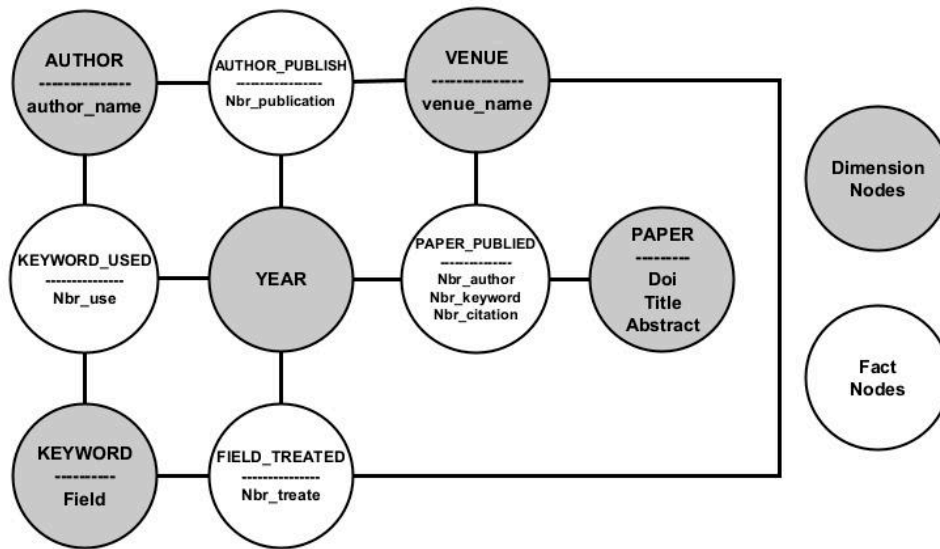 AUTHOR
---------------
author_name
AUTHOR_PUBLISH
------------------
Nbr_publication
VENUE
---------------
venue_name
Dimension
Nodes
KEYWORD_USED
---------------
Nbr_use
YEAR
PAPER_PUBLIED
---------------
Nbr_author
Nbr_keyword
Nbr_citation
PAPER
---------
Doi
Title
Abstract
Fact
Nodes
KEYWORD
----------
Field
FIELD_TREATED
---------------
Nbr_treate